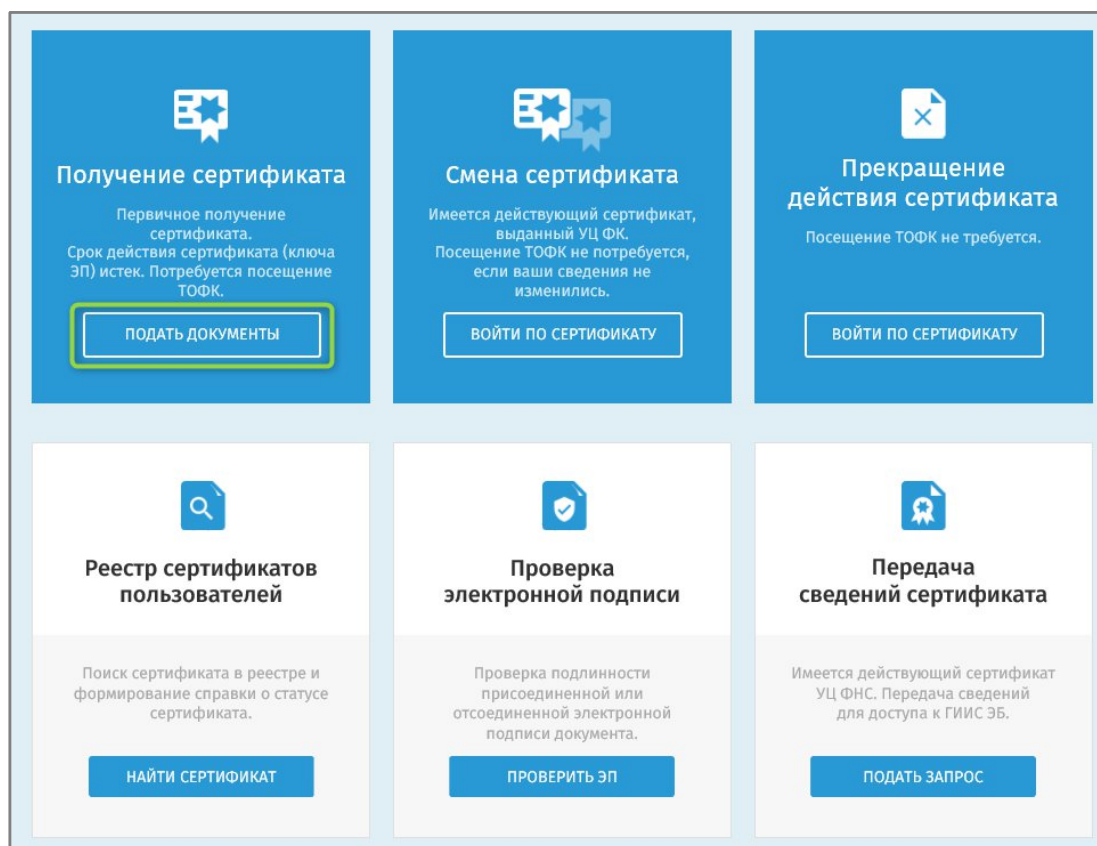 Получение сертификата
Первичное получение
сертификата.
Срок действия сертификата (ключа
ЭП) истек. Потребуется посещение
ТОФК.
ПОДАТЬ ДОКУМЕНТЫ
Смена сертификата
Имеется действующий сертификат,
выданный УЦ ФК.
Посещение ТОФК не потребуется,
если ваши сведения не
изменились.
ВОЙТИ ПО СЕРТИФИКАТУ
Прекращение
действия сертификата
Посещение ТОФК не требуется.
ВОЙТИ ПО СЕРТИФИКАТУ
Реестр сертификатов
пользователей
Поиск сертификата в реестре и
формирование справки о статусе
сертификата.
НАЙТИ СЕРТИФИКАТ
Проверка
электронной подписи
Проверка подлинности
присоединенной или
отсоединенной электронной
подписи документа.
ПРОВЕРИТЬ ЭП
Передача
сведений сертификата
Имеется действующий сертификат
УЦ ФНС. Передача сведений
для доступа к ГИИС ЭБ.
ПОДАТЬ ЗАПРОС